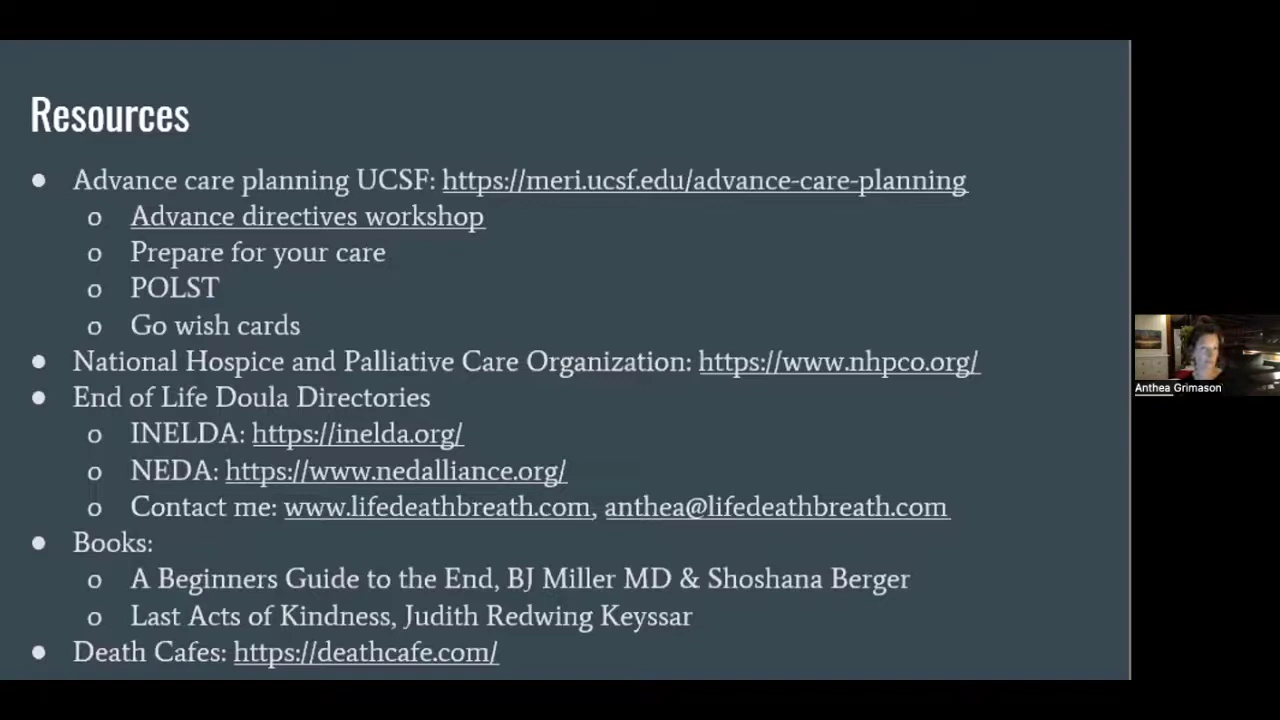 Resources
● Advance care planning UCSF: https://meri.ucsf.edu/advance-care-planning
o Advance directives workshop
o Prepare for your care
o POLST
o Go wish cards
● National Hospice and Palliative Care Organization: https://www.nhpco.org/
● End of Life Doula Directories
o INELDA: https://inelda.org/
o NEDA: https://www.nedalliance.org/
o Contact me: www.lifedeathbreath.com, anthea@lifedeathbreath.com
● Books:
o A Beginners Guide to the End, BJ Miller MD & Shoshana Berger
o Last Acts of Kindness, Judith Redwing Keyssar
● Death Cafes: https://deathcafe.com/
Anthea Grimason